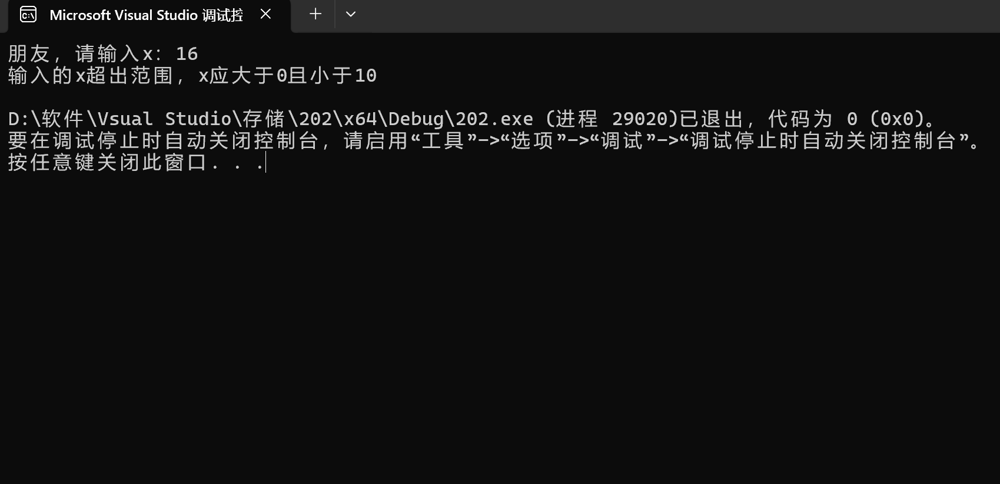 Microsoft Visual Studio 调试控
朋友，请输入x：16
输入的x超出范围，x应大于0且小于10
D:\软件\Vsual Studio\存储\202\x64\Debug\202.exe (进程 29020)已退出，代码为 0 (0x0)。
要在调试停止时自动关闭控制台，请启用“工具”->“选项”->“调试”->“调试停止时自动关闭控制台”。
按任意键关闭此窗口. . .